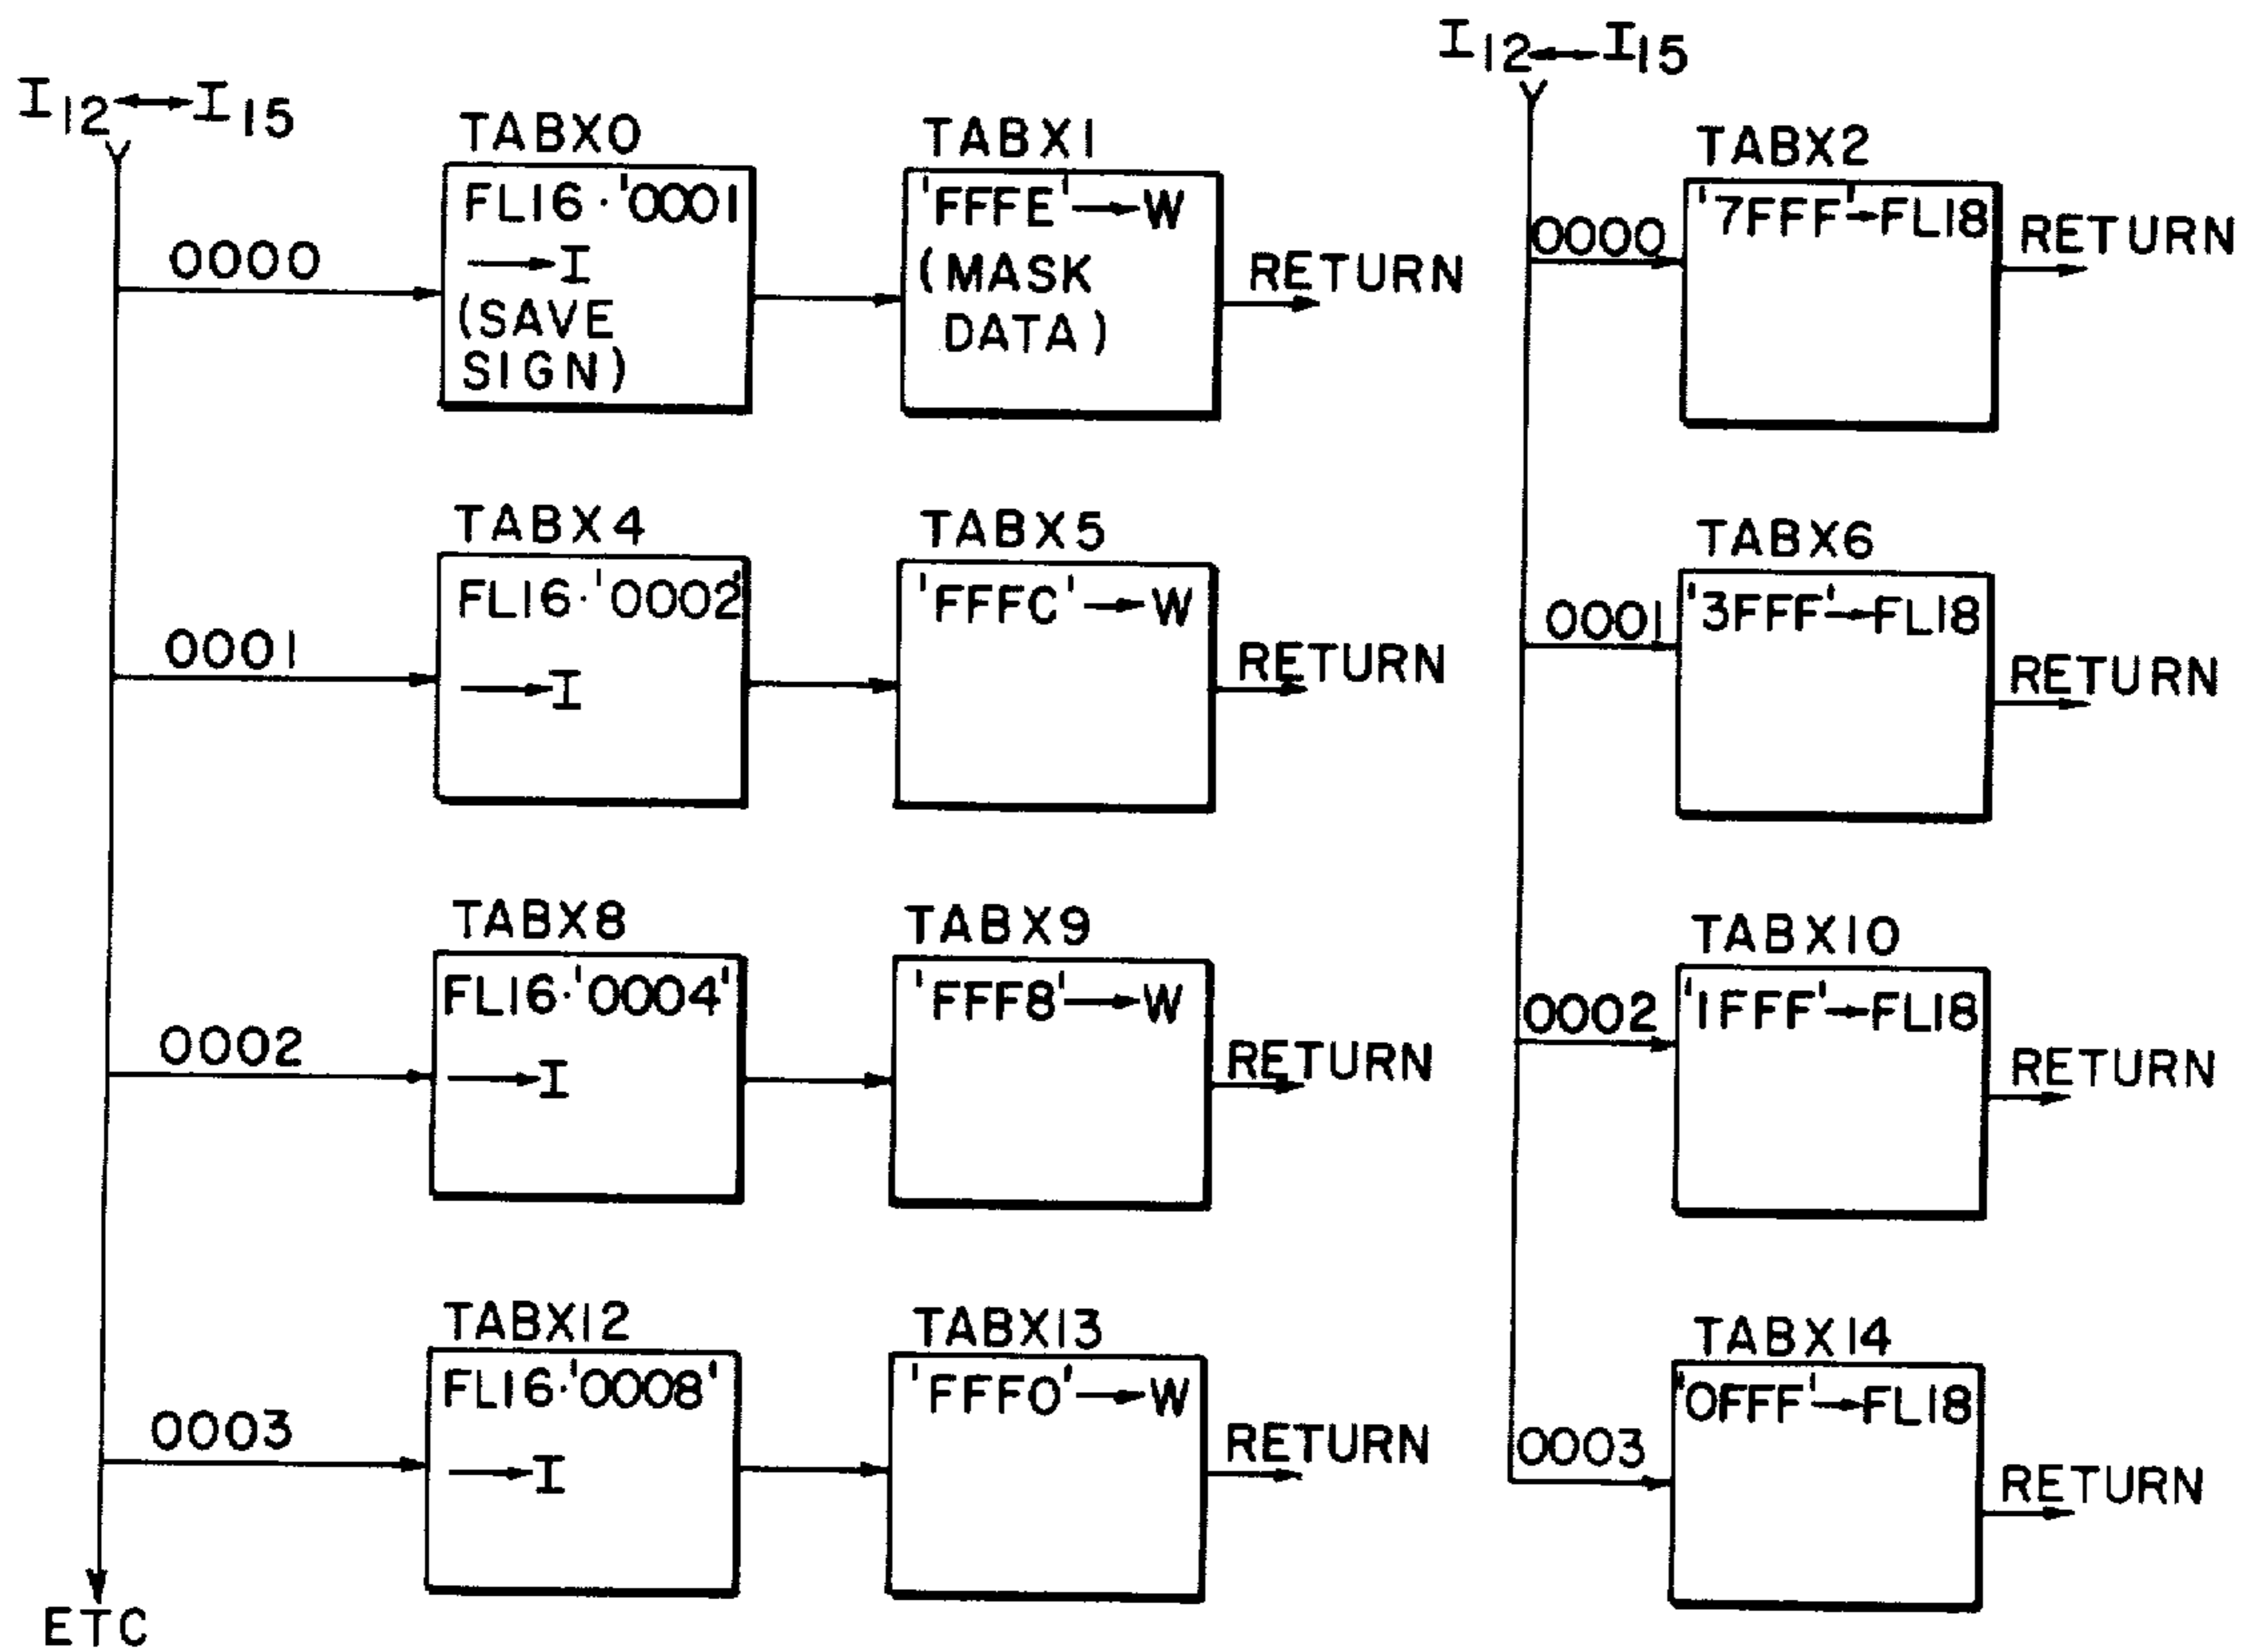 I12↔I15
TABX0
FL16·'0001
→I
(SAVE
SIGN)
0000
TABX1
'FFFE'→W
(MASK
DATA)
RETURN
TABX4
FL16·'0002'
→I
0001
TABX5
'FFFC'→W
RETURN
TABX8
FL16·'0004'
→I
0002
TABX9
'FFF8'→W
RETURN
TABX12
FL16·'0008'
→I
0003
TABX13
'FFF0'→W
RETURN
ETC
I12↔I15
TABX2
'7FFF'→FL18
0000
RETURN
TABX6
'3FFF'→FL18
0001
RETURN
TABX10
'1FFF'→FL18
0002
RETURN
TABX14
'0FFF'→FL18
0003
RETURN